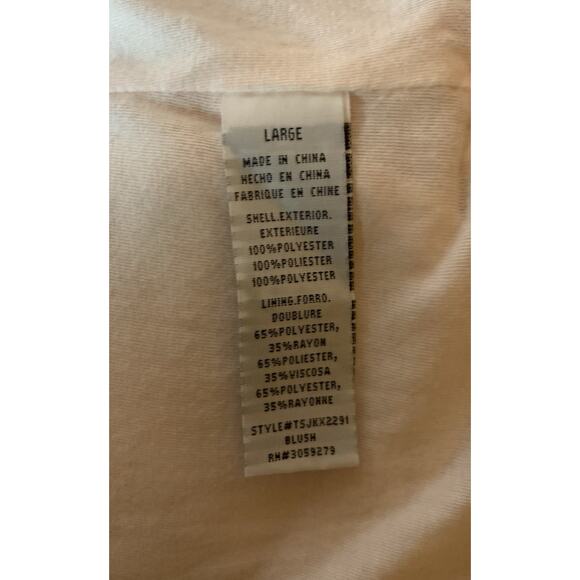 LARGE
MADE IN CHINA
HECHO EN CHINA
FABRIQUE EN CHINE
SHELL.EXTERIOR.
EXTERIEURE
100%POLYESTER
100%POLIESTER
100%POLYESTER
LINING.FORRO.
DOUBLURE
65%POLYESTER,
35%RAYON
65%POLIESTER,
35%VISCOSA
65%POLYESTER,
35%RAYONNE
STYLE#TSJKX2291
BLUSH
RN#3059279